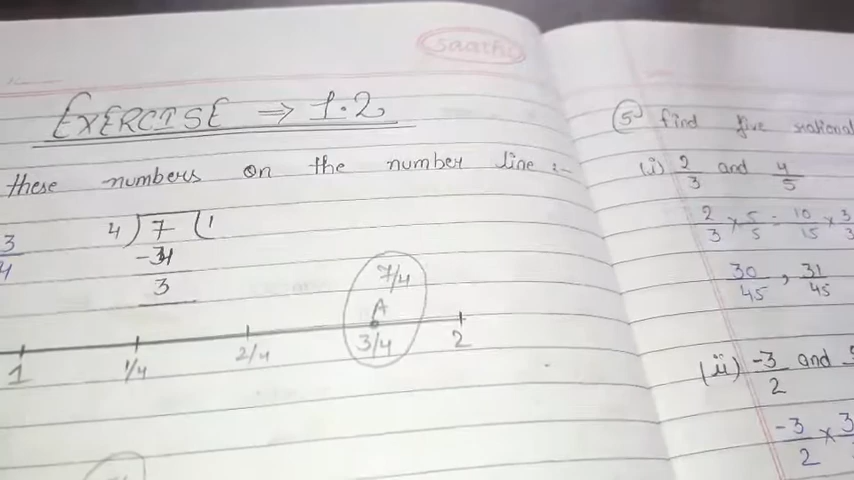 saathi
EXERCISE ⇒ 1.2
these numbers on the number line :-
3/4
4 ) 7 ( 1
-4
3
7/4
A
1 1/4 2/4 3/4 2
(5) find five rational
(i) 2/3 and 4/5
2/3 × 5/5 = 10/15 × 3/3
30/45 , 31/45
(ii) -3/2 and
-3/2 × 3